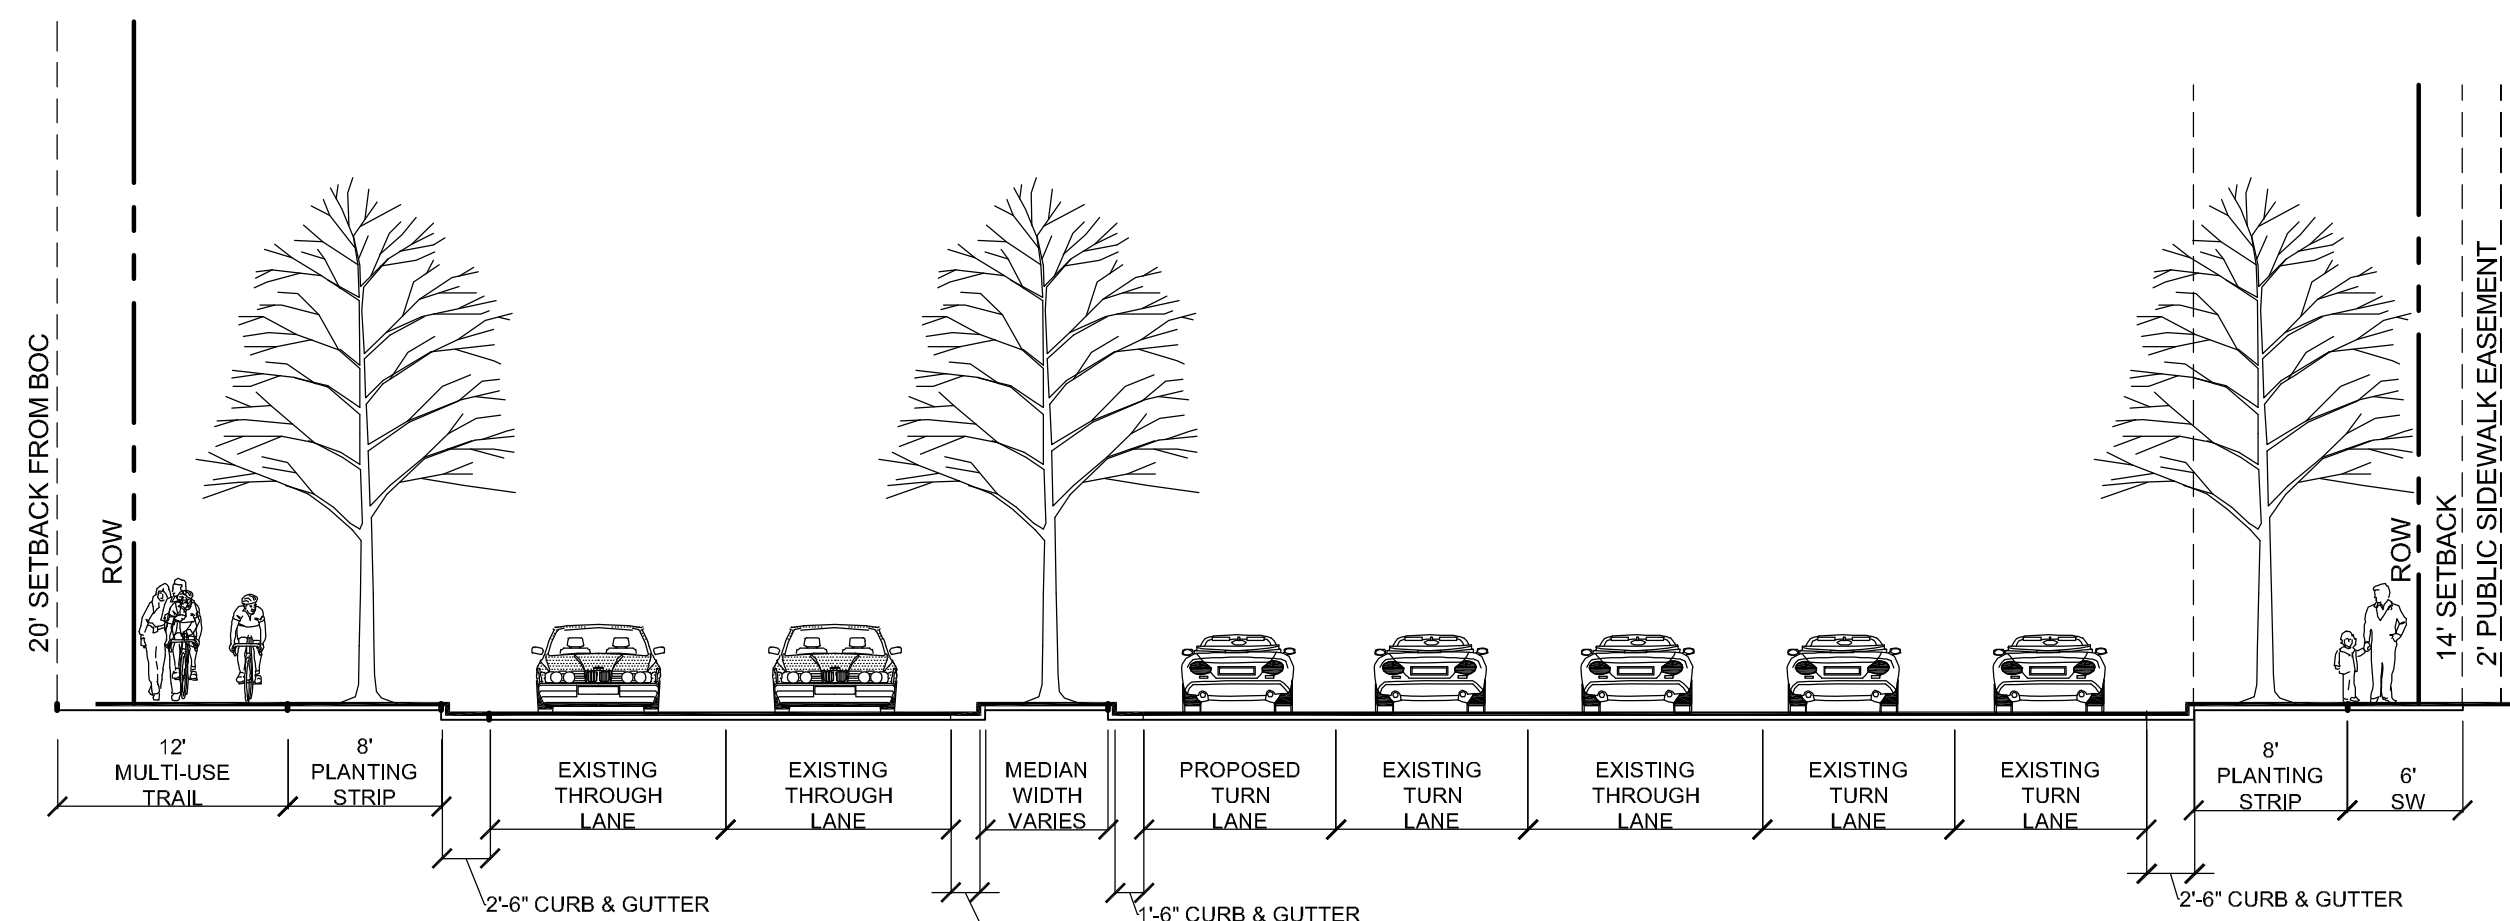 20' SETBACK FROM BOC
ROW
ROW
14' SETBACK
2' PUBLIC SIDEWALK EASEMENT
12'
MULTI-USE
TRAIL
8'
PLANTING
STRIP
EXISTING
THROUGH
LANE
EXISTING
THROUGH
LANE
MEDIAN
WIDTH
VARIES
PROPOSED
TURN
LANE
EXISTING
TURN
LANE
EXISTING
THROUGH
LANE
EXISTING
TURN
LANE
EXISTING
TURN
LANE
8'
PLANTING
STRIP
6'
SW
2'-6" CURB & GUTTER
1'-6" CURB & GUTTER
2'-6" CURB & GUTTER